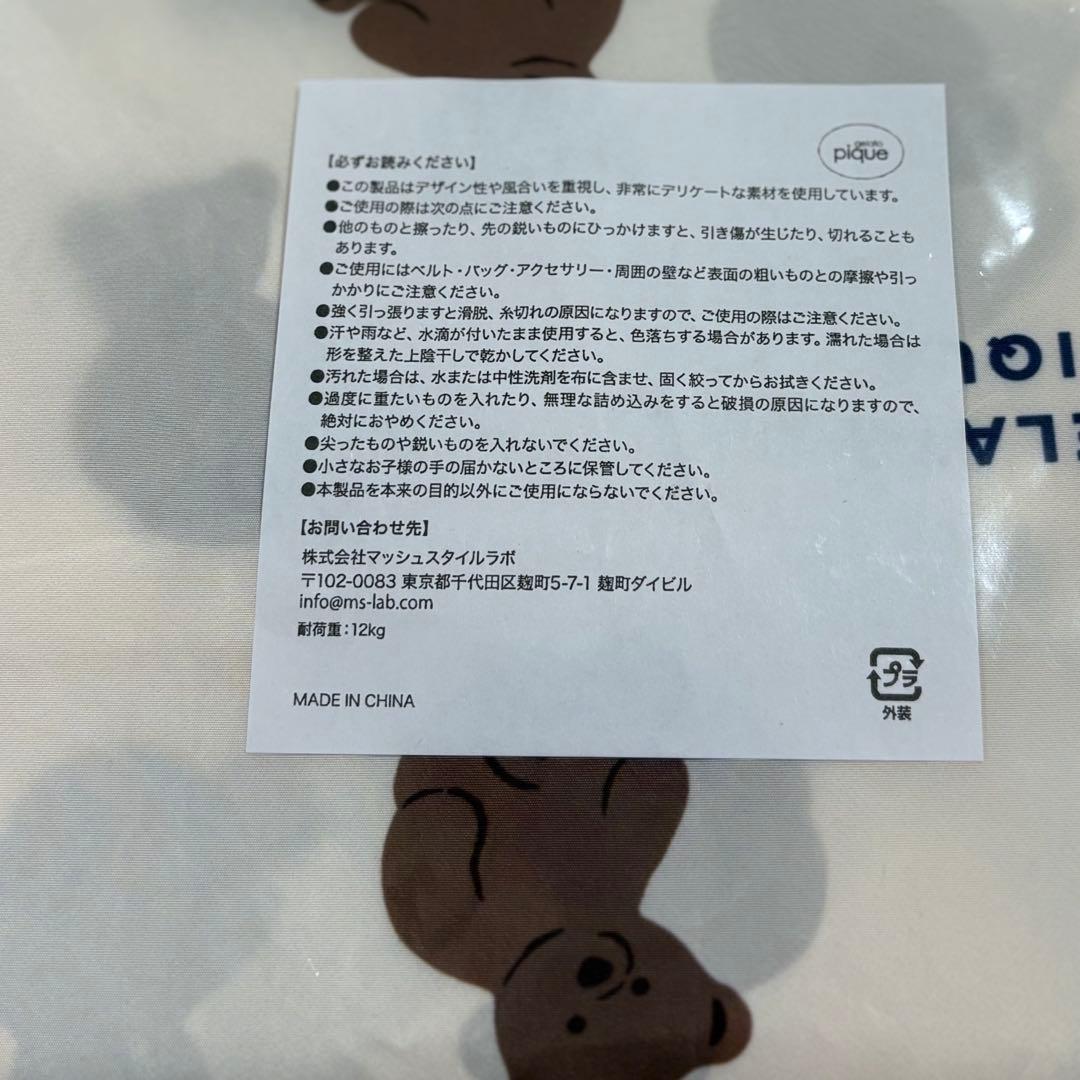 gelato
pique
【必ずお読みください】
●この製品はデザイン性や風合いを重視し、非常にデリケートな素材を使用しています。
●ご使用の際は次の点にご注意ください。
●他のものと擦ったり、先の鋭いものにひっかけますと、引き傷が生じたり、切れることも
あります。
●ご使用にはベルト・バッグ・アクセサリー・周囲の壁など表面の粗いものとの摩擦や引っ
かかりにご注意ください。
●強く引っ張りますと滑脱、糸切れの原因になりますので、ご使用の際はご注意ください。
●汗や雨など、水滴が付いたまま使用すると、色落ちする場合があります。濡れた場合は
形を整えた上陰干しで乾かしてください。
●汚れた場合は、水または中性洗剤を布に含ませ、固く絞ってからお拭きください。
●過度に重たいものを入れたり、無理な詰め込みをすると破損の原因になりますので、
絶対におやめください。
●尖ったものや鋭いものを入れないでください。
●小さなお子様の手の届かないところに保管してください。
●本製品を本来の目的以外にご使用にならないでください。
【お問い合わせ先】
株式会社マッシュスタイルラボ
〒102-0083 東京都千代田区麹町5-7-1 麹町ダイビル
info@ms-lab.com
耐荷重：12kg
MADE IN CHINA
プラ
外装
ELA
IQU